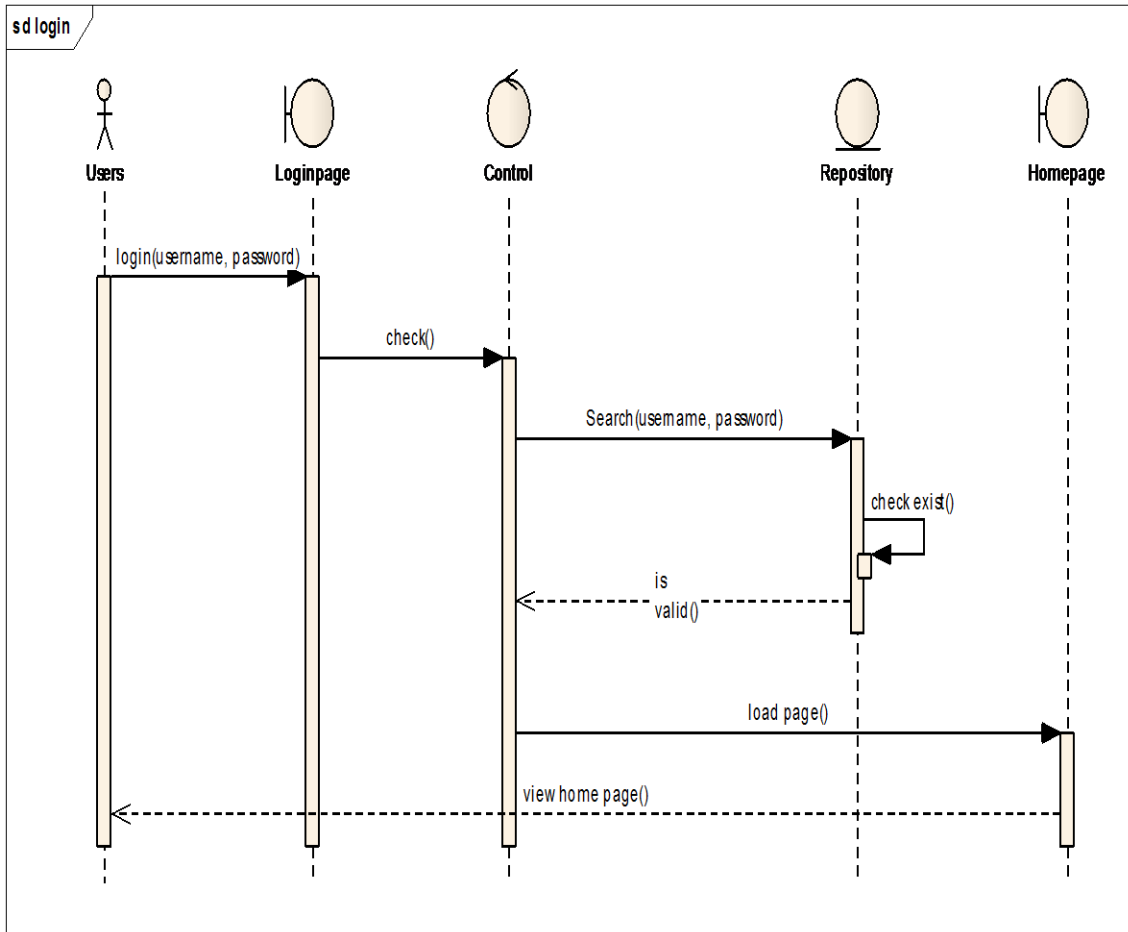 sd login
Users
Loginpage
Control
Repository
Homepage
login(username, password)
check()
Search(username, password)
check exist()
is
valid()
load page()
view home page()